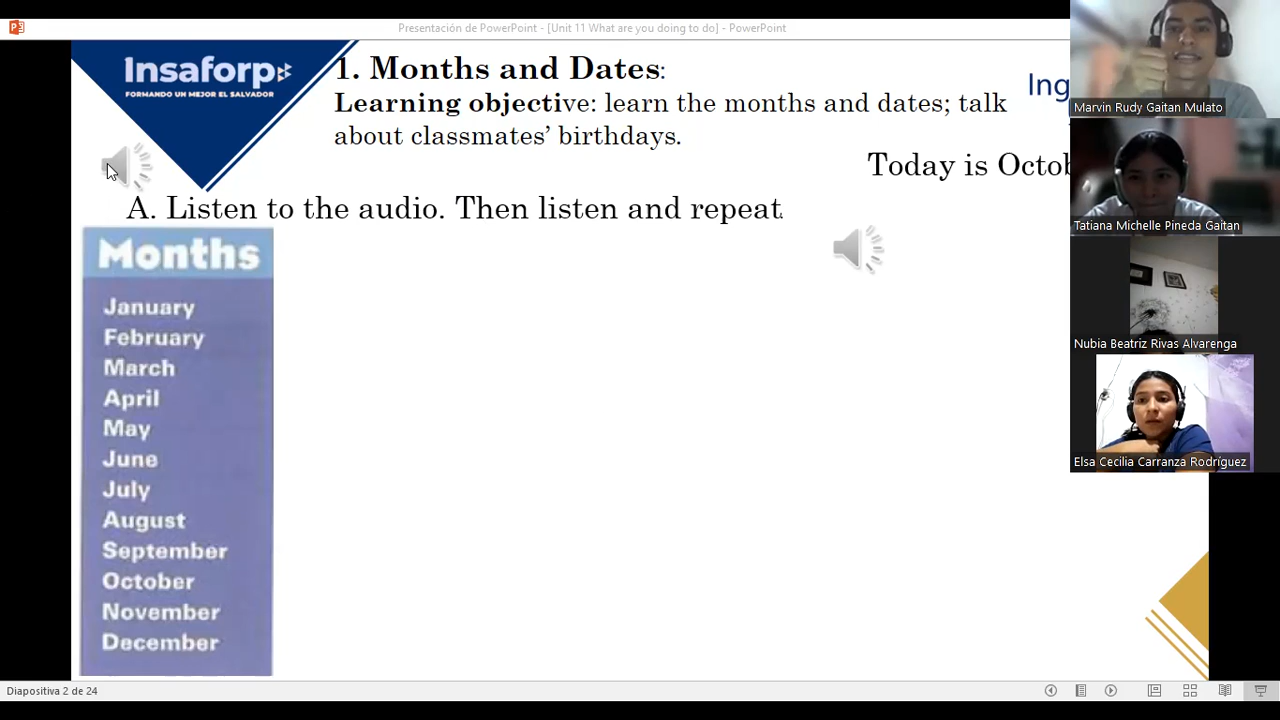 Presentación de PowerPoint - [Unit 11 What are you doing to do] - PowerPoint
Insaforp
FORMANDO UN MEJOR EL SALVADOR
1. Months and Dates:
Learning objective: learn the months and dates; talk
about classmates’ birthdays.
Ing
Today is Octob
A. Listen to the audio. Then listen and repeat.
Months
January
February
March
April
May
June
July
August
September
October
November
December
Marvin Rudy Gaitan Mulato
Tatiana Michelle Pineda Gaitan
Nubia Beatriz Rivas Alvarenga
Elsa Cecilia Carranza Rodríguez
Diapositiva 2 de 24